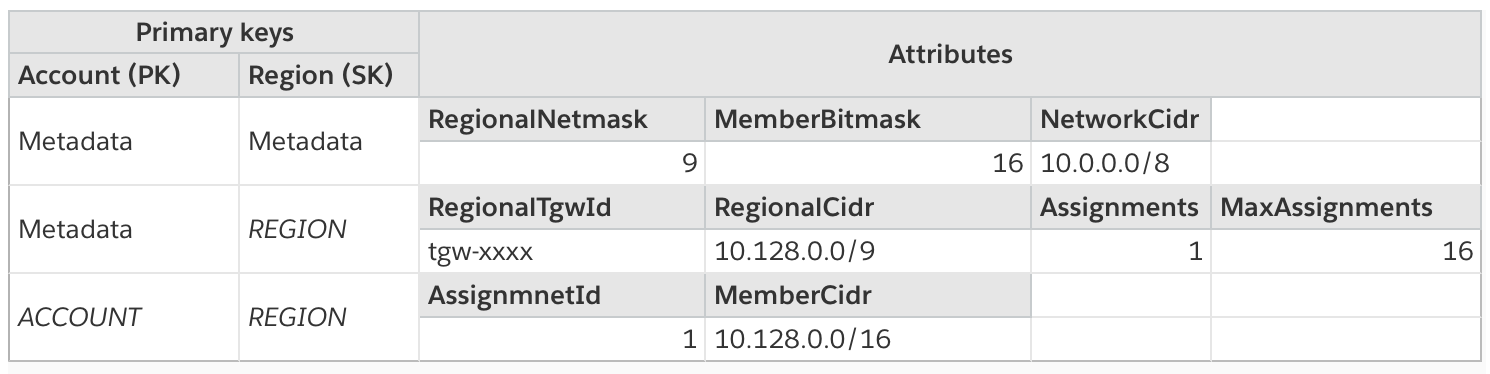 Primary keys
Attributes
Account (PK) Region (SK)
RegionalNetmask MemberBitmask NetworkCidr
Metadata Metadata
9 16 10.0.0.0/8
RegionalTgwId RegionalCidr Assignments MaxAssignments
Metadata REGION
tgw-xxxx 10.128.0.0/9 1 16
AssignmnetId MemberCidr
ACCOUNT REGION
1 10.128.0.0/16